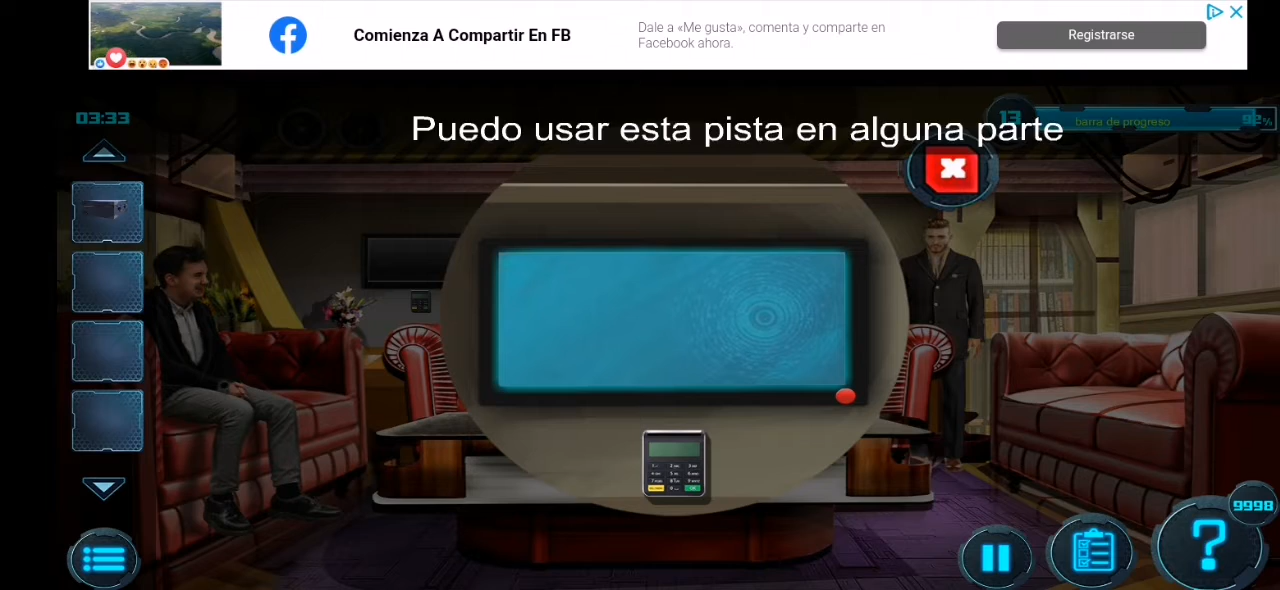 Comienza A Compartir En FB
Dale a «Me gusta», comenta y comparte en
Facebook ahora.
Registrarse
03:33
Puedo usar esta pista en alguna parte
13
barra de progreso
92%
9998
?